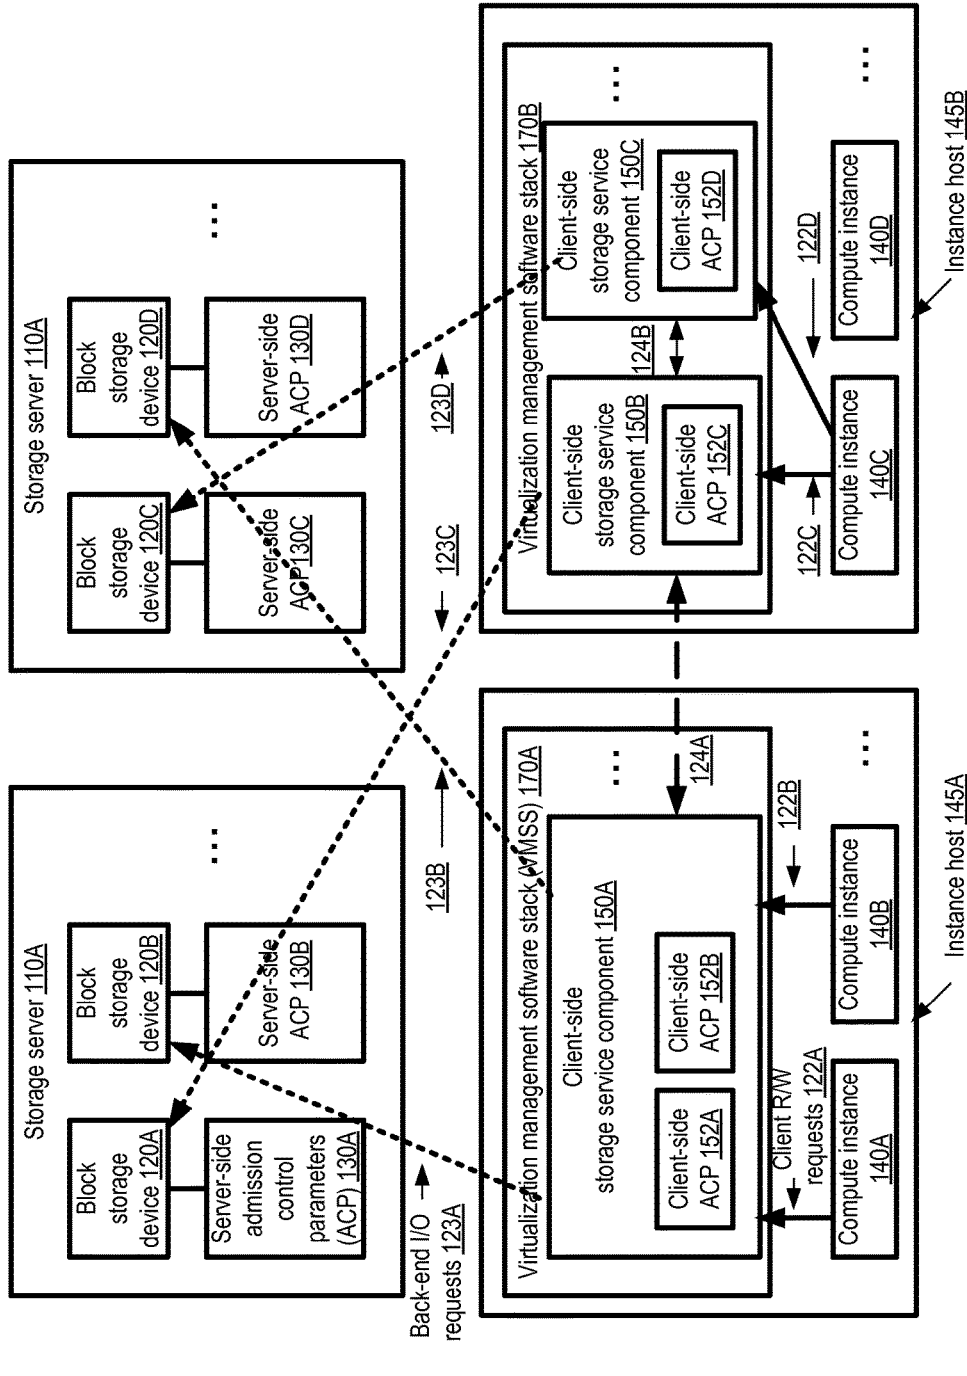 Storage server 110A
Block
storage
device 120A
Server-side
admission
control
parameters
(ACP) 130A
Block
storage
device 120B
Server-side
ACP 130B
...
Storage server 110A
Block
storage
device 120C
Server-side
ACP130C
Block
storage
device 120D
Server-side
ACP 130D
...
Back-end I/O
requests 123A
123B
123C
123D
Virtualization management software stack (VMSS) 170A
Client-side
storage service component 150A
Client-side
ACP 152A
Client-side
ACP 152B
...
124A
Client R/W
requests 122A
122B
Compute instance
140A
Compute instance
140B
...
Instance host 145A
Virtualization management software stack 170B
Client-side
storage service
component 150B
Client-side
ACP 152C
124B
Client-side
storage service
component 150C
Client-side
ACP 152D
...
122C
122D
Compute instance
140C
Compute instance
140D
...
Instance host 145B